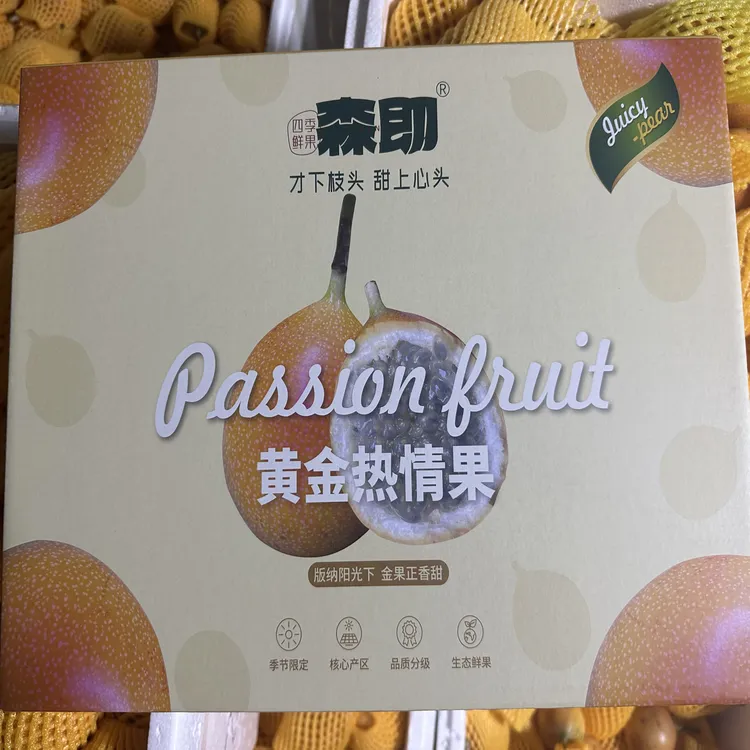 四季
鲜果
森即®
才下枝头 甜上心头
Juicy
-pear
Passion fruit
黄金热情果
版纳阳光下 金果正香甜
季节限定
核心产区
品质分级
生态鲜果